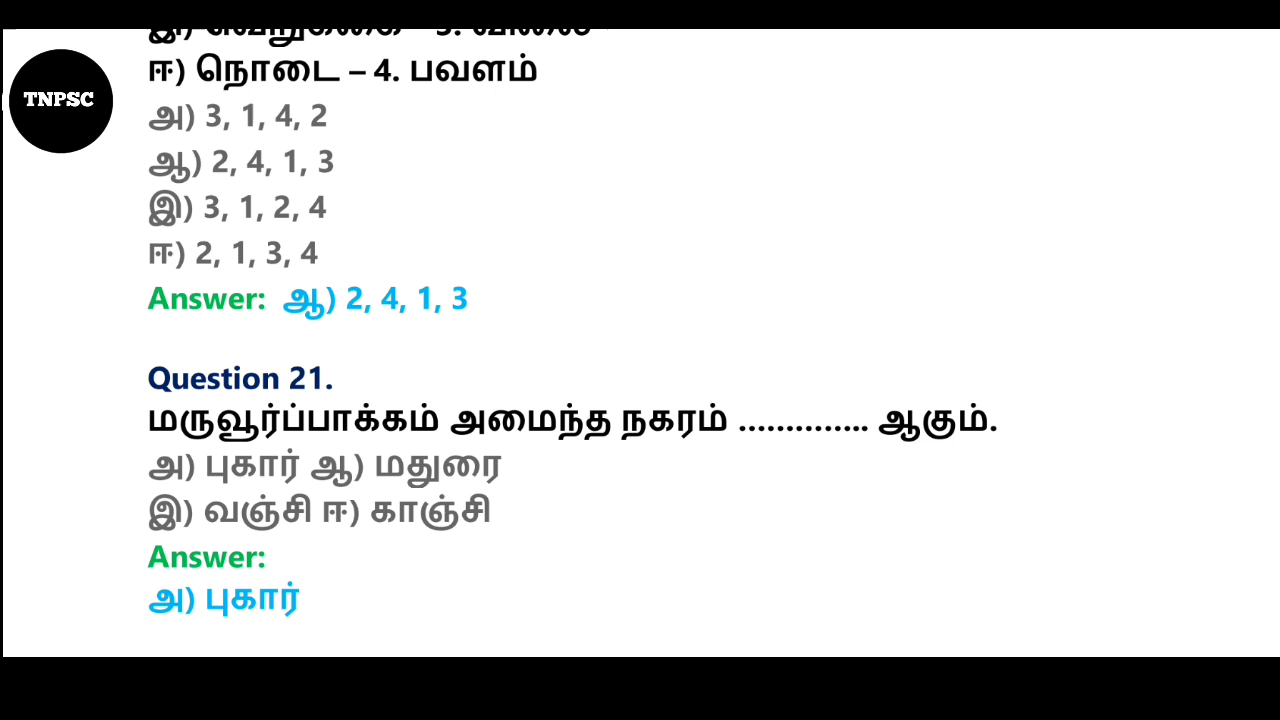 இ) வெறுக்கை – 3. விலை
TNPSC
ஈ) நொடை – 4. பவளம்
அ) 3, 1, 4, 2
ஆ) 2, 4, 1, 3
இ) 3, 1, 2, 4
ஈ) 2, 1, 3, 4
Answer: ஆ) 2, 4, 1, 3
Question 21.
மருவூர்ப்பாக்கம் அமைந்த நகரம் ………….. ஆகும்.
அ) புகார் ஆ) மதுரை
இ) வஞ்சி ஈ) காஞ்சி
Answer:
அ) புகார்